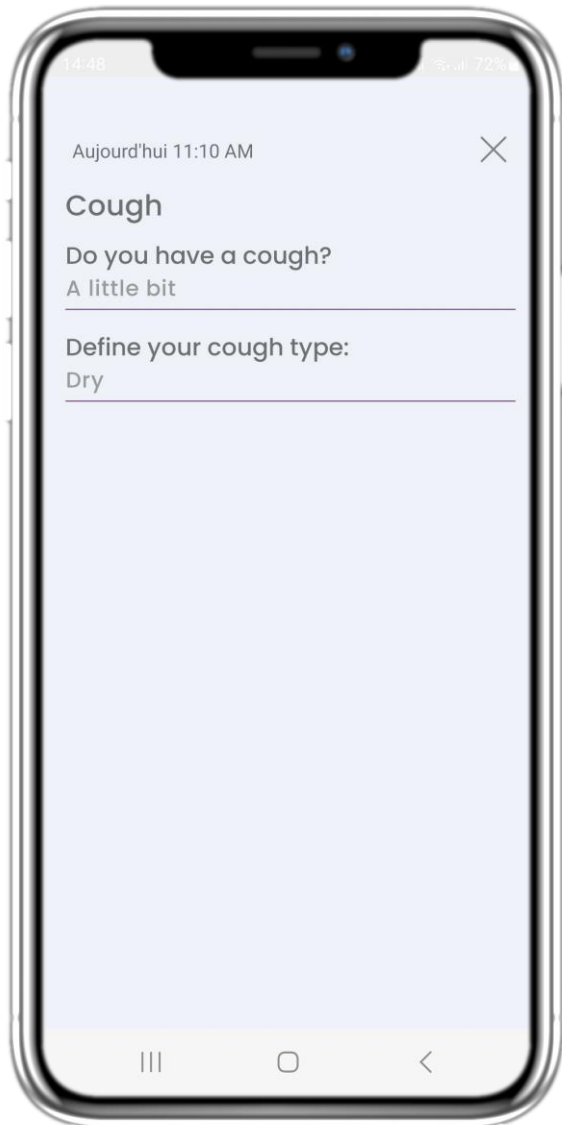 14:48 72%
Aujourd'hui 11:10 AM
Cough
Do you have a cough?
A little bit
Define your cough type:
Dry